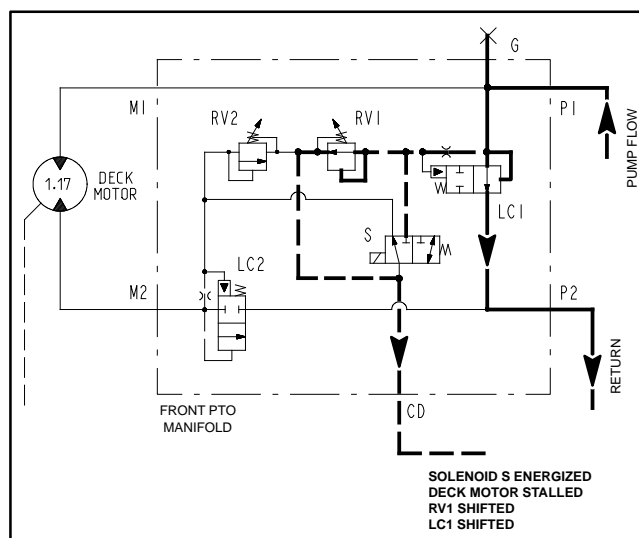 G
M1
P1
RV2
RV1
PUMP FLOW
1.17
DECK
MOTOR
LC1
S
LC2
M2
P2
RETURN
FRONT PTO
MANIFOLD
CD
SOLENOID S ENERGIZED
DECK MOTOR STALLED
RV1 SHIFTED
LC1 SHIFTED